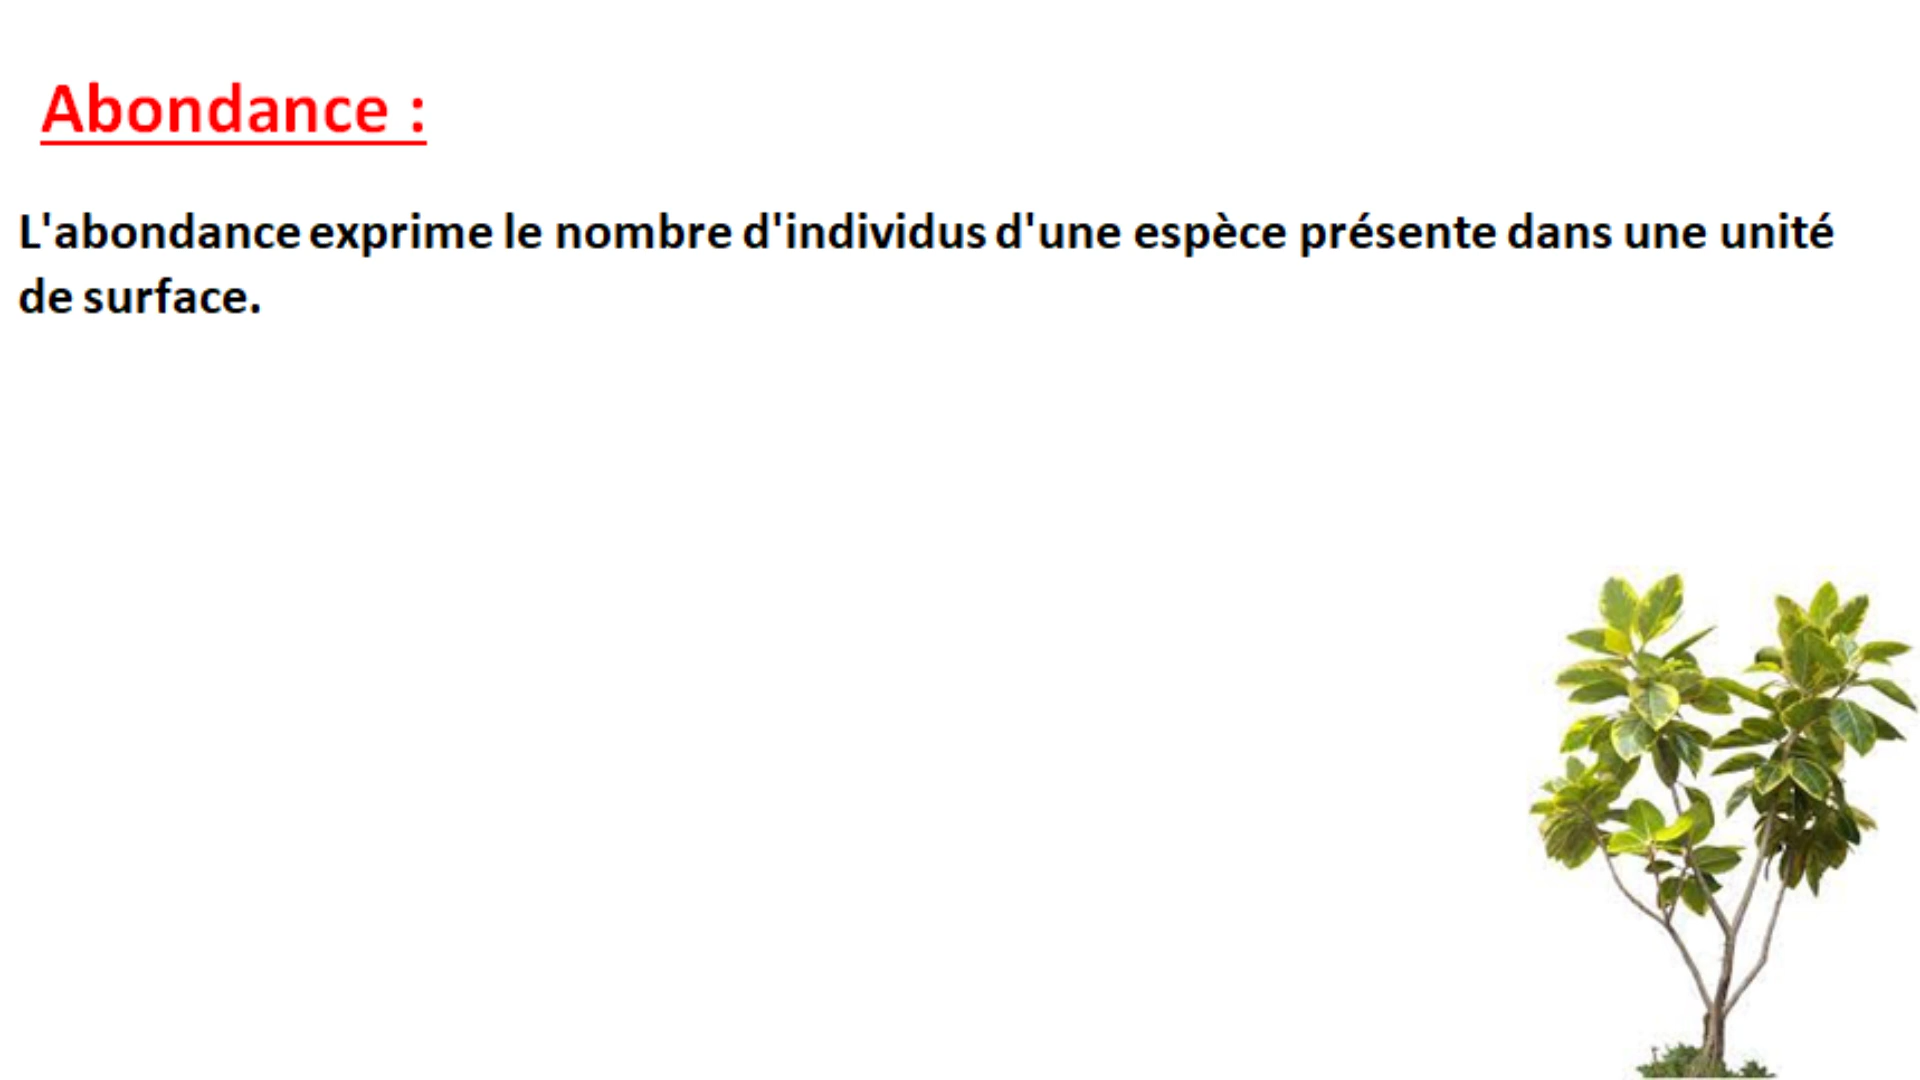 Abondance :
L'abondance exprime le nombre d'individus d'une espèce présente dans une unité
de surface.